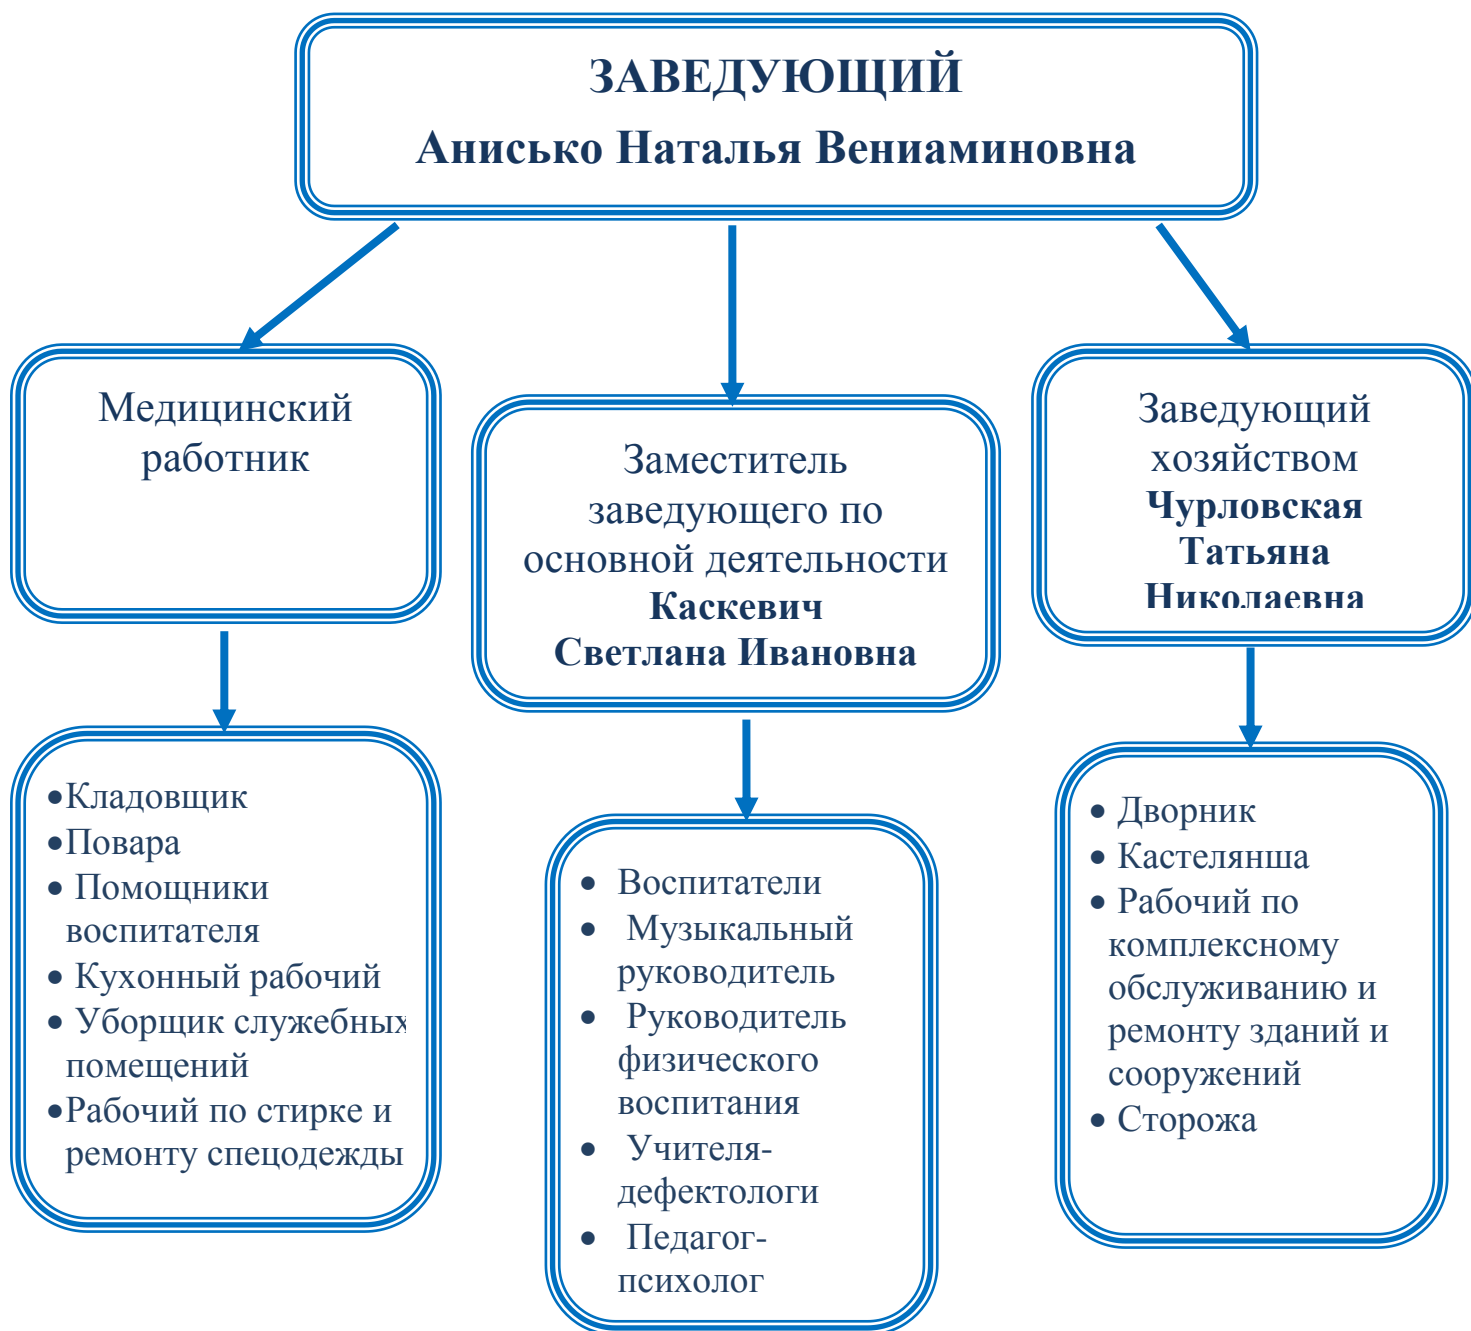 ЗАВЕДУЮЩИЙ
Анисько Наталья Вениаминовна
Медицинский
работник
Заместитель
заведующего по
основной деятельности
Каскевич
Светлана Ивановна
Заведующий
хозяйством
Чурловская
Татьяна
Николаевна
•Кладовщик
•Повара
• Помощники
воспитателя
• Кухонный рабочий
• Уборщик служебных
помещений
•Рабочий по стирке и
ремонту спецодежды
• Воспитатели
• Музыкальный
руководитель
• Руководитель
физического
воспитания
• Учителя-
дефектологи
• Педагог-
психолог
• Дворник
• Кастелянша
• Рабочий по
комплексному
обслуживанию и
ремонту зданий и
сооружений
• Сторожа